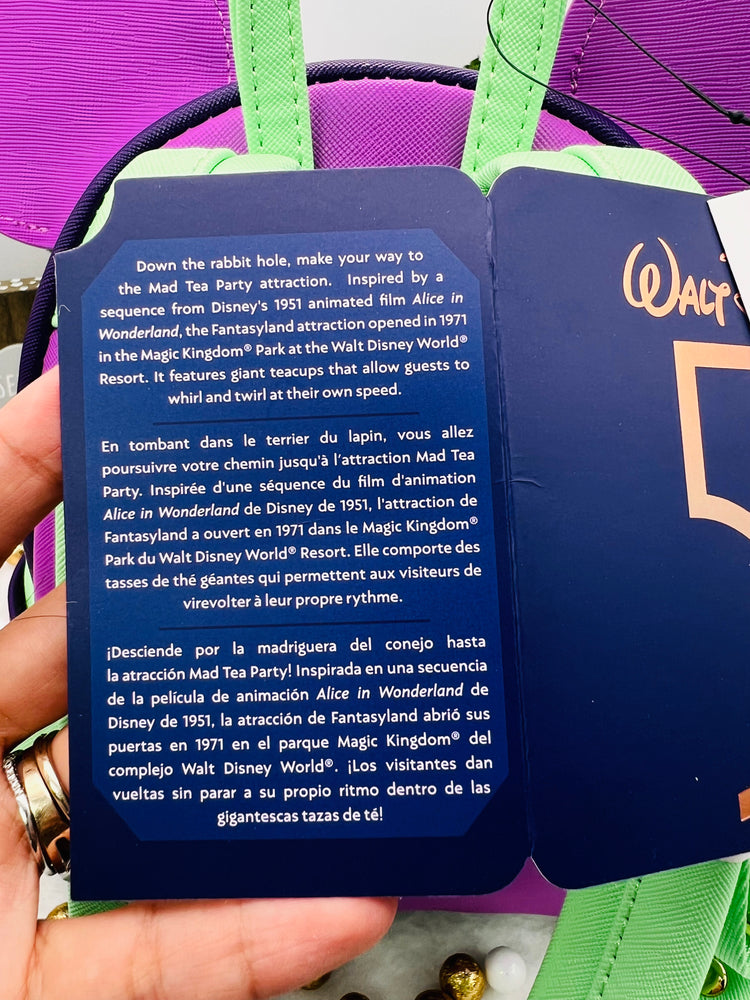 Down the rabbit hole, make your way to
the Mad Tea Party attraction. Inspired by a
sequence from Disney's 1951 animated film Alice in
Wonderland, the Fantasyland attraction opened in 1971
in the Magic Kingdom® Park at the Walt Disney World®
Resort. It features giant teacups that allow guests to
whirl and twirl at their own speed.
En tombant dans le terrier du lapin, vous allez
poursuivre votre chemin jusqu'à l'attraction Mad Tea
Party. Inspirée d'une séquence du film d'animation
Alice in Wonderland de Disney de 1951, l'attraction de
Fantasyland a ouvert en 1971 dans le Magic Kingdom®
Park du Walt Disney World® Resort. Elle comporte des
tasses de thé géantes qui permettent aux visiteurs de
virevolter à leur propre rythme.
¡Desciende por la madriguera del conejo hasta
la atracción Mad Tea Party! Inspirada en una secuencia
de la película de animación Alice in Wonderland de
Disney de 1951, la atracción de Fantasyland abrió sus
puertas en 1971 en el parque Magic Kingdom® del
complejo Walt Disney World®. ¡Los visitantes dan
vueltas sin parar a su propio ritmo dentro de las
gigantescas tazas de té!
Walt